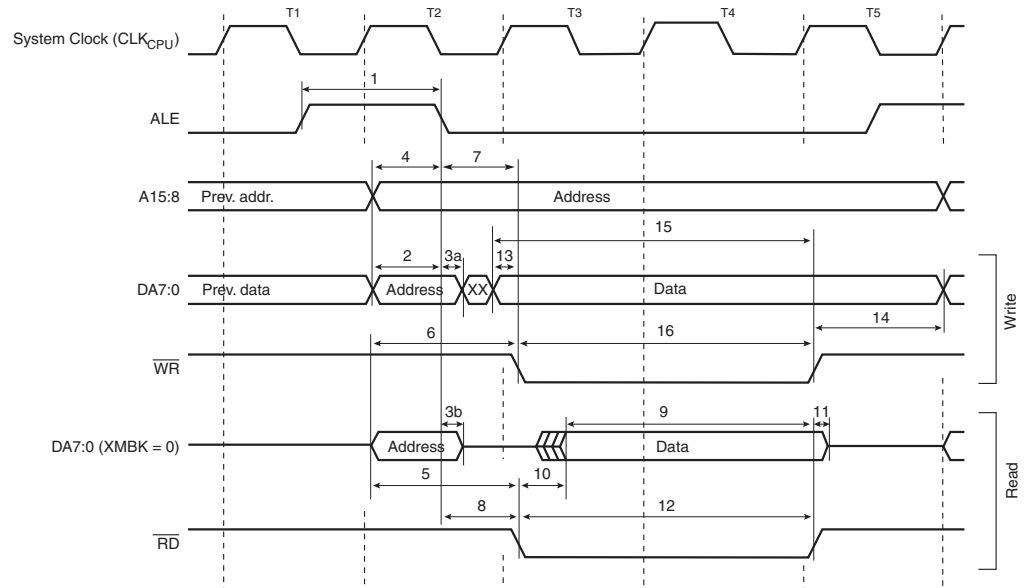 T1 T2 T3 T4 T5
System Clock (CLKCPU)
1
ALE
4 7
A15:8 Prev. addr. Address
15
2 3a 13
DA7:0 Prev. data Address XX Data
14
6 16
WR
Write
3b 9 11
DA7:0 (XMBK = 0) Address Data
5 10
8 12
RD
Read